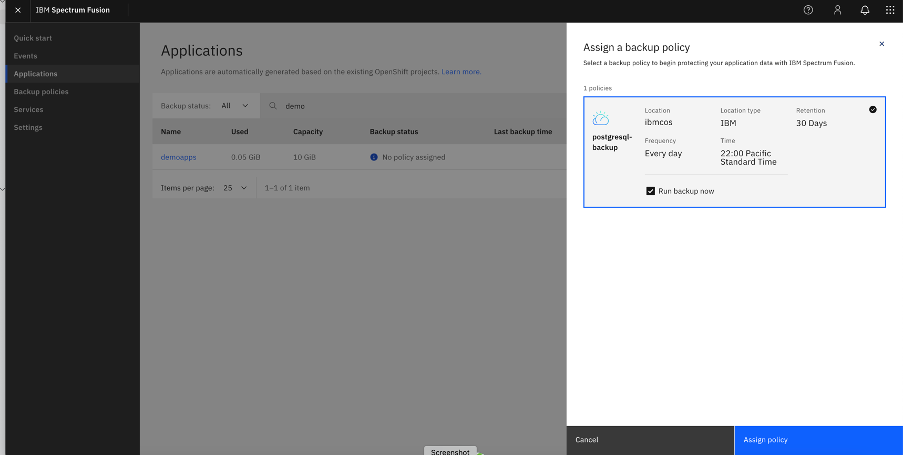 IBM Spectrum Fusion
Quick start
Events
Applications
Backup policies
Services
Settings
Applications
Applications are automatically generated based on the existing OpenShift projects. Learn more.
Backup status: All
demo
Name Used Capacity Backup status Last backup time
demoapps 0.05 GiB 10 GiB No policy assigned
Items per page: 25 1–1 of 1 item
Assign a backup policy
Select a backup policy to begin protecting your application data with IBM Spectrum Fusion.
1 policies
postgresql-
backup
Location Location type Retention
ibmcos IBM 30 Days
Frequency Time
Every day 22:00 Pacific
Standard Time
Run backup now
Cancel Assign policy
Screenshot